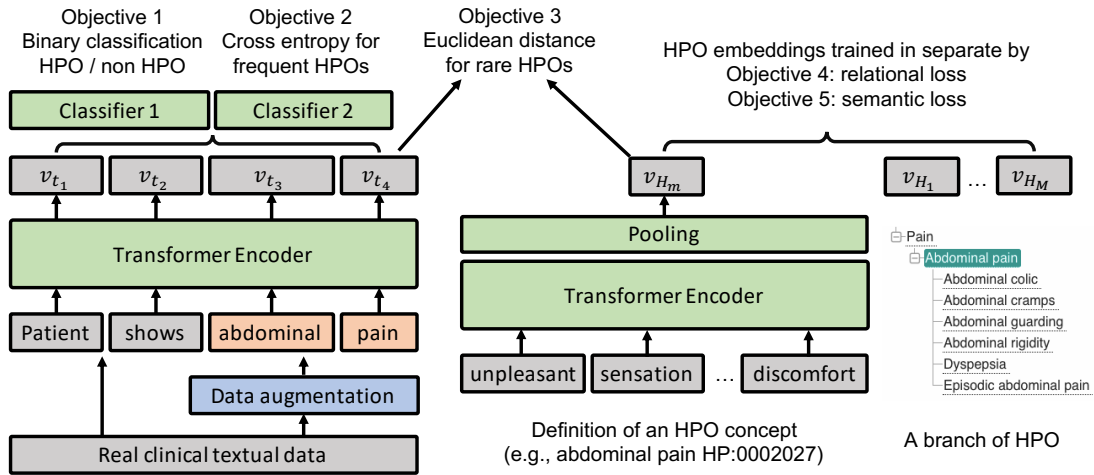 Objective 1
Binary classification
HPO / non HPO
Objective 2
Cross entropy for
frequent HPOs
Objective 3
Euclidean distance
for rare HPOs
HPO embeddings trained in separate by
Objective 4: relational loss
Objective 5: semantic loss
Classifier 1
Classifier 2
v_{t_1}
v_{t_2}
v_{t_3}
v_{t_4}
v_{H_m}
v_{H_1}
...
v_{H_M}
Transformer Encoder
Patient
shows
abdominal
pain
Data augmentation
Real clinical textual data
Pooling
Transformer Encoder
unpleasant
sensation
...
discomfort
Definition of an HPO concept
(e.g., abdominal pain HP:0002027)
Pain
Abdominal pain
Abdominal colic
Abdominal cramps
Abdominal guarding
Abdominal rigidity
Dyspepsia
Episodic abdominal pain
A branch of HPO